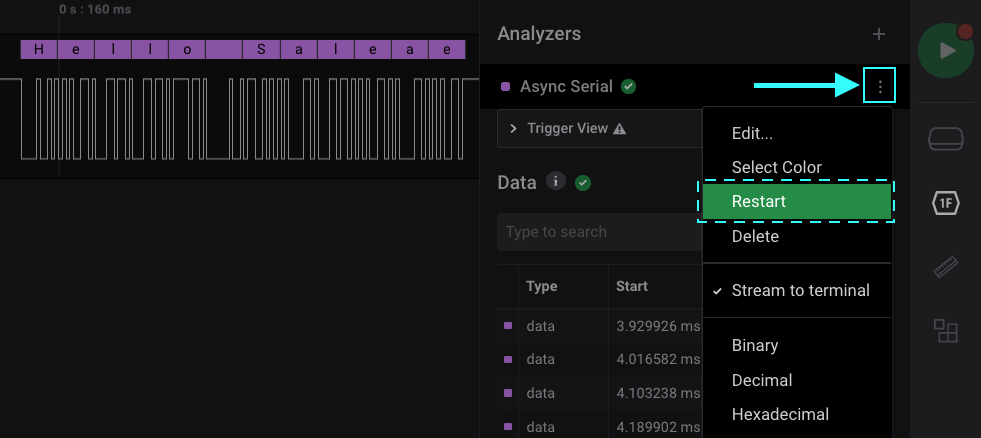 0 s : 160 ms
H e l l o S a l e a e
Analyzers
Async Serial
Trigger View
Edit...
Select Color
Restart
Delete
Stream to terminal
Binary
Decimal
Hexadecimal
Data
Type to search
Type Start
data 3.929926 ms
data 4.016582 ms
data 4.103238 ms
data 4.189902 ms
1F